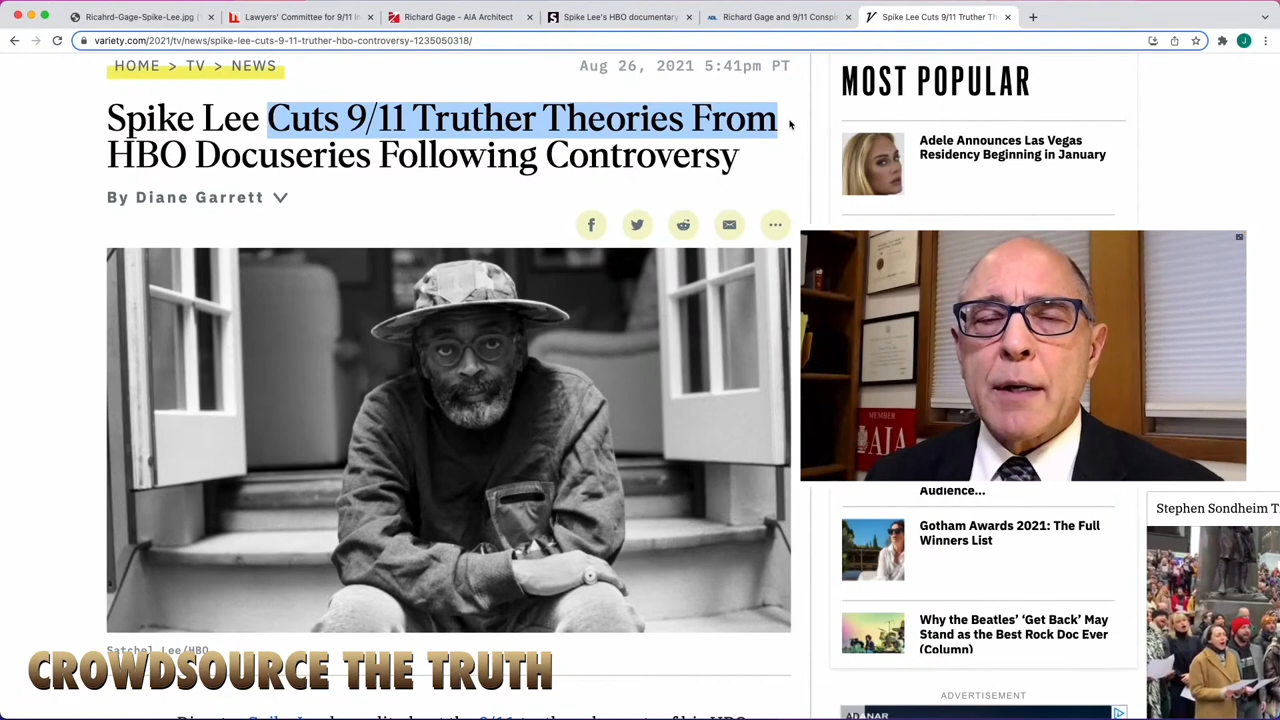 Ricahrd-Gage-Spike-Lee.jpg (
Lawyers' Committee for 9/11 In
Richard Gage - AIA Architect
Spike Lee's HBO documentary
ADL
Richard Gage and 9/11 Conspi
Spike Lee Cuts 9/11 Truther Th
variety.com/2021/tv/news/spike-lee-cuts-9-11-truther-hbo-controversy-1235050318/
J
HOME > TV > NEWS
Aug 26, 2021 5:41pm PT
Spike Lee Cuts 9/11 Truther Theories From
HBO Docuseries Following Controversy
By Diane Garrett
MOST POPULAR
Adele Announces Las Vegas
Residency Beginning in January
MEMBER
AIA
Audience...
Gotham Awards 2021: The Full
Winners List
Why the Beatles' 'Get Back' May
Stand as the Best Rock Doc Ever
(Column)
Stephen Sondheim T
Satchel Lee/HBO
CROWDSOURCE THE TRUTH
ADVERTISEMENT